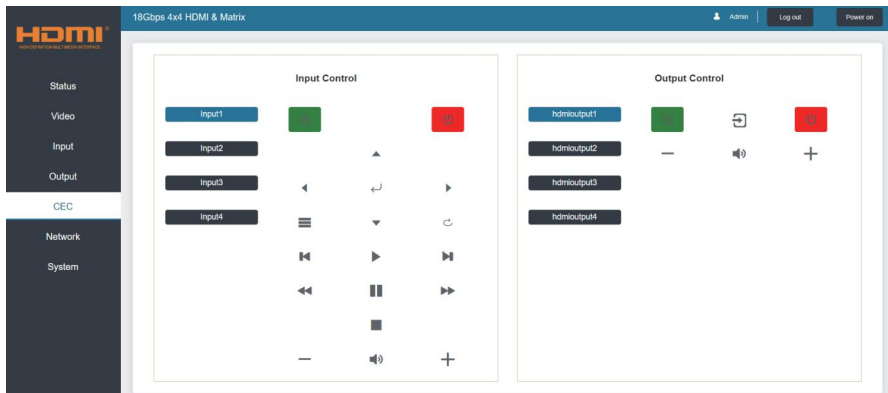 18Gbps 4x4 HDMI & Matrix
Admin
Log out
Power on
HDMI®
HIGH DEFINITION MULTIMEDIA INTERFACE
Status
Video
Input
Output
CEC
Network
System
Input Control
Input1
Input2
Input3
Input4
Output Control
hdmioutput1
hdmioutput2
hdmioutput3
hdmioutput4